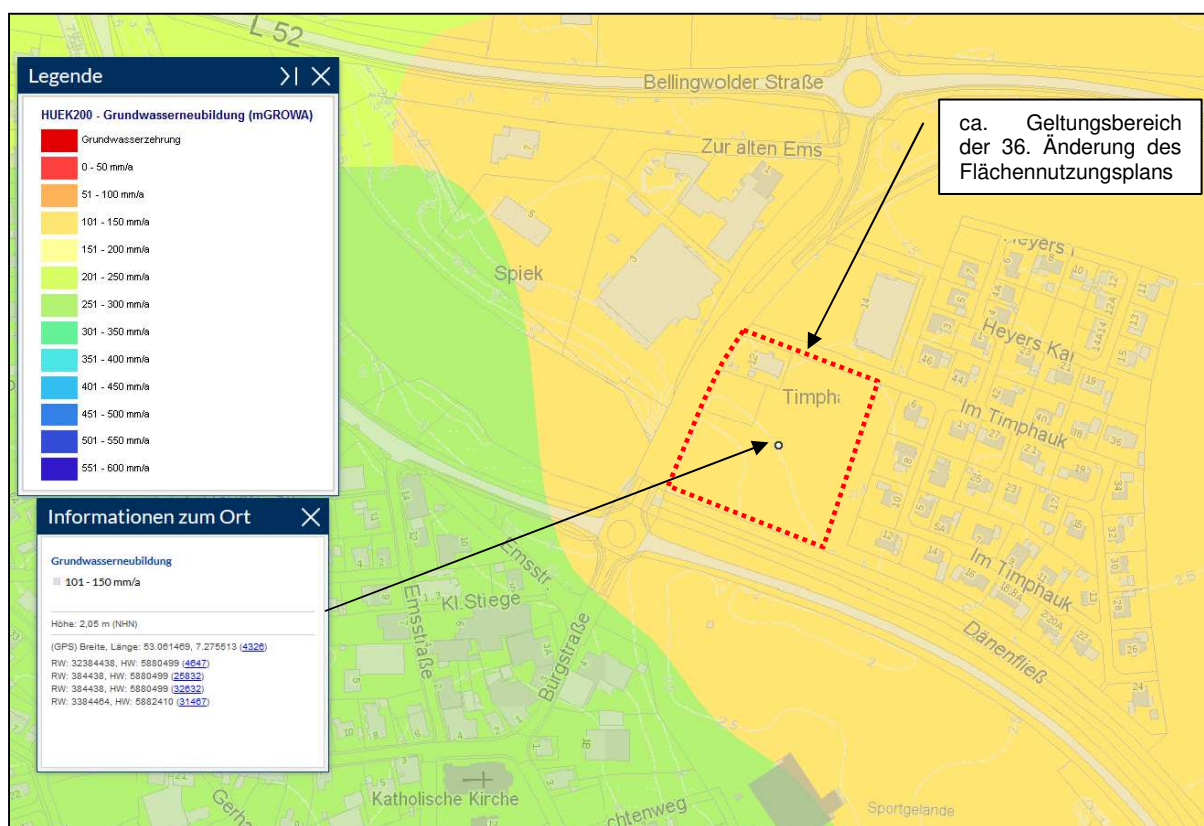 L 52
Legende
HUEK200 - Grundwasserneubildung (mGROWA)
Grundwasserzehrung
0 - 50 mm/a
51 - 100 mm/a
101 - 150 mm/a
151 - 200 mm/a
201 - 250 mm/a
251 - 300 mm/a
301 - 350 mm/a
351 - 400 mm/a
401 - 450 mm/a
451 - 500 mm/a
501 - 550 mm/a
551 - 600 mm/a
Bellingwolder Straße
ca. Geltungsbereich
der 36. Änderung des
Flächennutzungsplans
Zur alten Ems
Spiek
Heyers Ka
Im Timphauk
Im Timphauk
Dänenfließ
Informationen zum Ort
Grundwasserneubildung
101 - 150 mm/a
Höhe: 2,05 m (NHN)
(GPS) Breite, Länge: 53.061469, 7.275513 (4326)
RW: 32384438, HW: 5880499 (4647)
RW: 384438, HW: 5880499 (25832)
RW: 384438, HW: 5880499 (32632)
RW: 3384464, HW: 5882410 (31467)
Emsstr.
Kl.Stiege
Emsstraße
Burgstraße
Katholische Kirche
chtenweg
Sportgelande